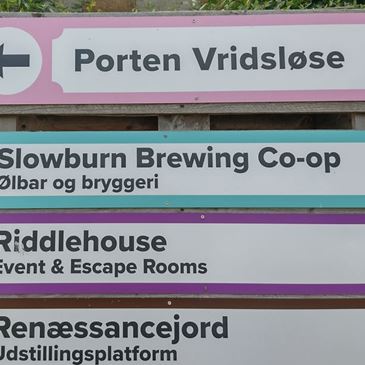 Porten Vridsløse
Slowburn Brewing Co-op
Ølbar og bryggeri
Riddlehouse
Event & Escape Rooms
Renæssancejord
Udstillingsplatform